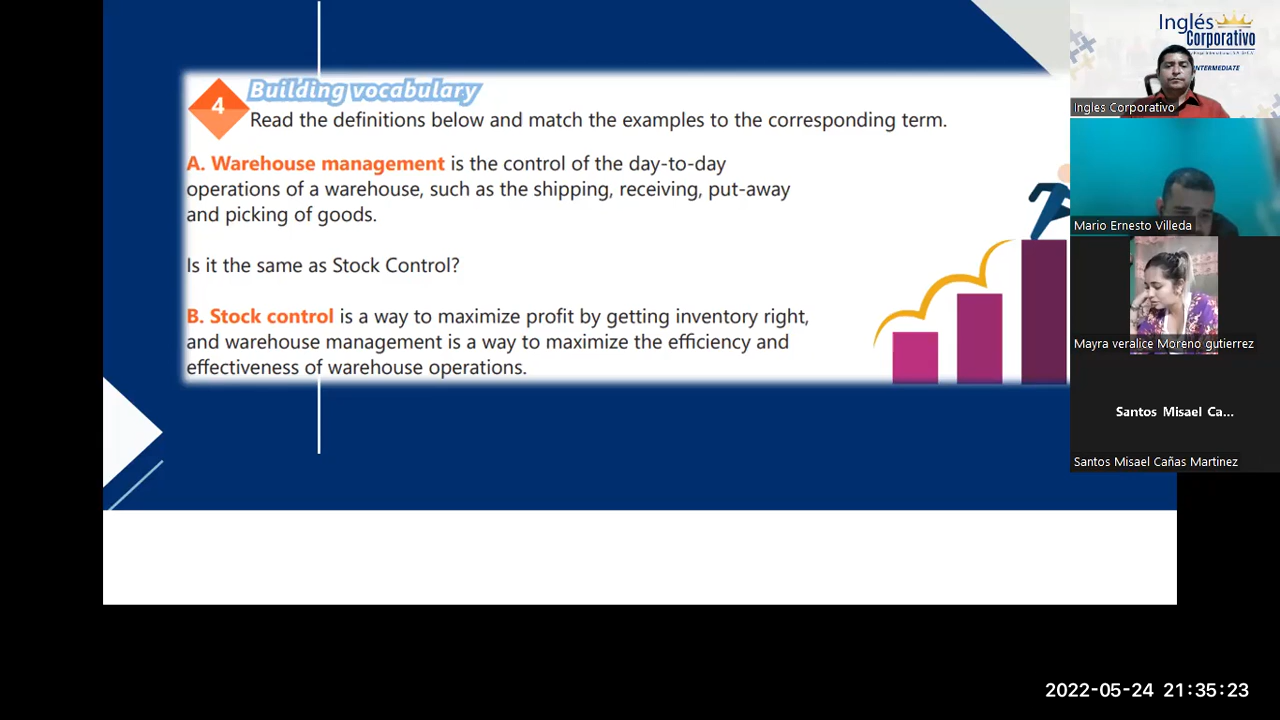 4
Building vocabulary
Read the definitions below and match the examples to the corresponding term.
A. Warehouse management is the control of the day-to-day
operations of a warehouse, such as the shipping, receiving, put-away
and picking of goods.
Is it the same as Stock Control?
B. Stock control is a way to maximize profit by getting inventory right,
and warehouse management is a way to maximize the efficiency and
effectiveness of warehouse operations.
Inglés
Corporativo
INTERMEDIATE
Ingles Corporativo
Mario Ernesto Villeda
Mayra veralice Moreno gutierrez
Santos Misael Ca...
Santos Misael Cañas Martinez
2022-05-24 21:35:23